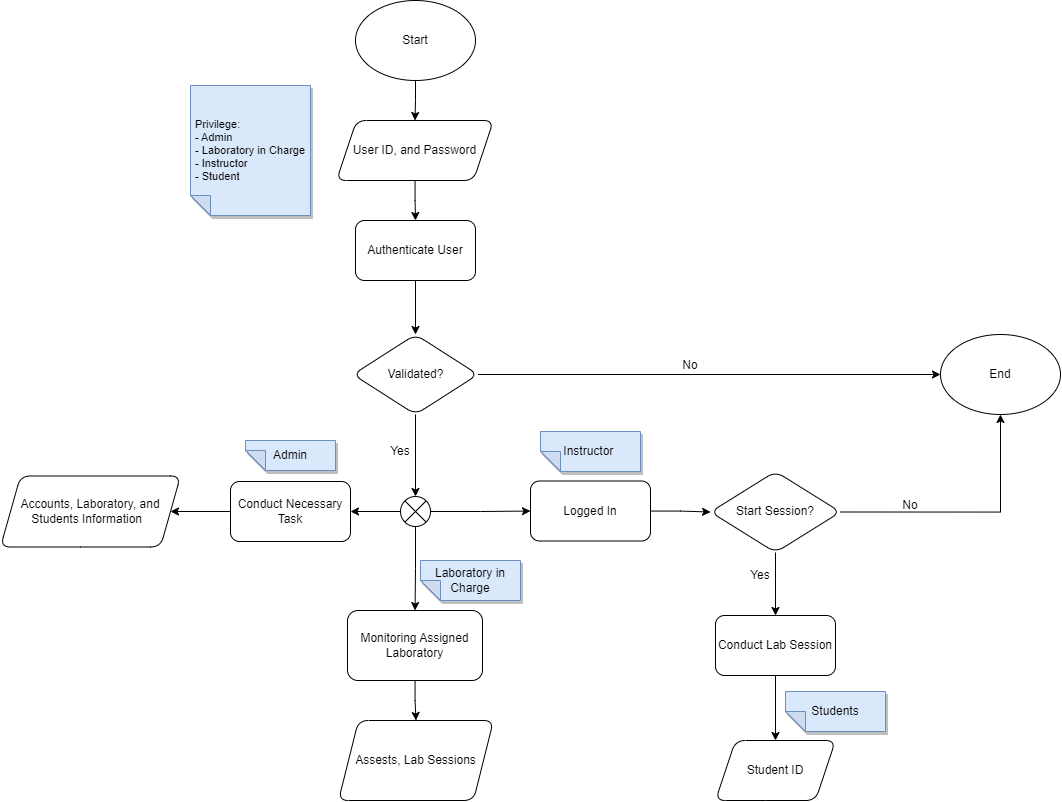 Start
Privilege:
- Admin
- Laboratory in Charge
- Instructor
- Student
User ID, and Password
Authenticate User
Validated?
No
End
Yes
Admin
Instructor
Accounts, Laboratory, and
Students Information
Conduct Necessary
Task
Logged In
Start Session?
No
Laboratory in
Charge
Yes
Monitoring Assigned
Laboratory
Conduct Lab Session
Students
Assests, Lab Sessions
Student ID